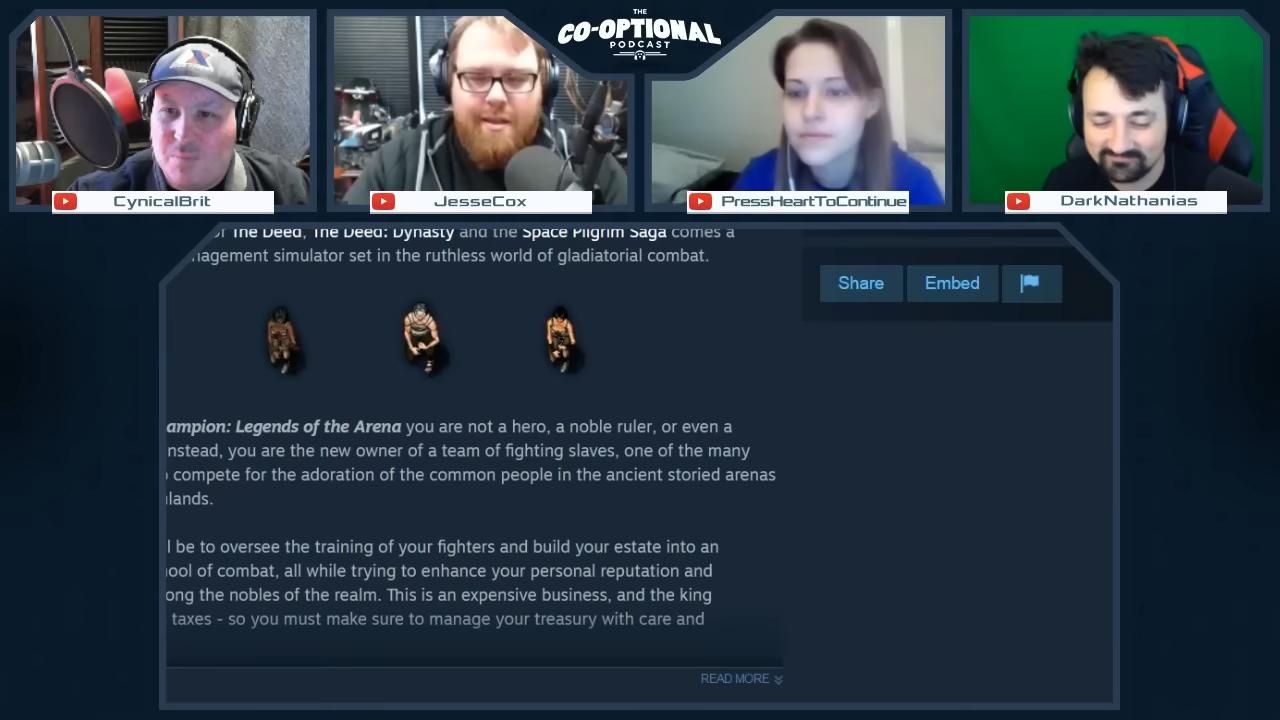 THE
CO-OPTIONAL
PODCAST
CynicalBrit
JesseCox
PressHeartToContinue
DarkNathanias
The Deed, The Deed: Dynasty and the Space Pilgrim Saga comes a
nagement simulator set in the ruthless world of gladiatorial combat.
Share
Embed
ampion: Legends of the Arena you are not a hero, a noble ruler, or even a
nstead, you are the new owner of a team of fighting slaves, one of the many
compete for the adoration of the common people in the ancient storied arenas
lands.
l be to oversee the training of your fighters and build your estate into an
ool of combat, all while trying to enhance your personal reputation and
ong the nobles of the realm. This is an expensive business, and the king
taxes - so you must make sure to manage your treasury with care and
READ MORE